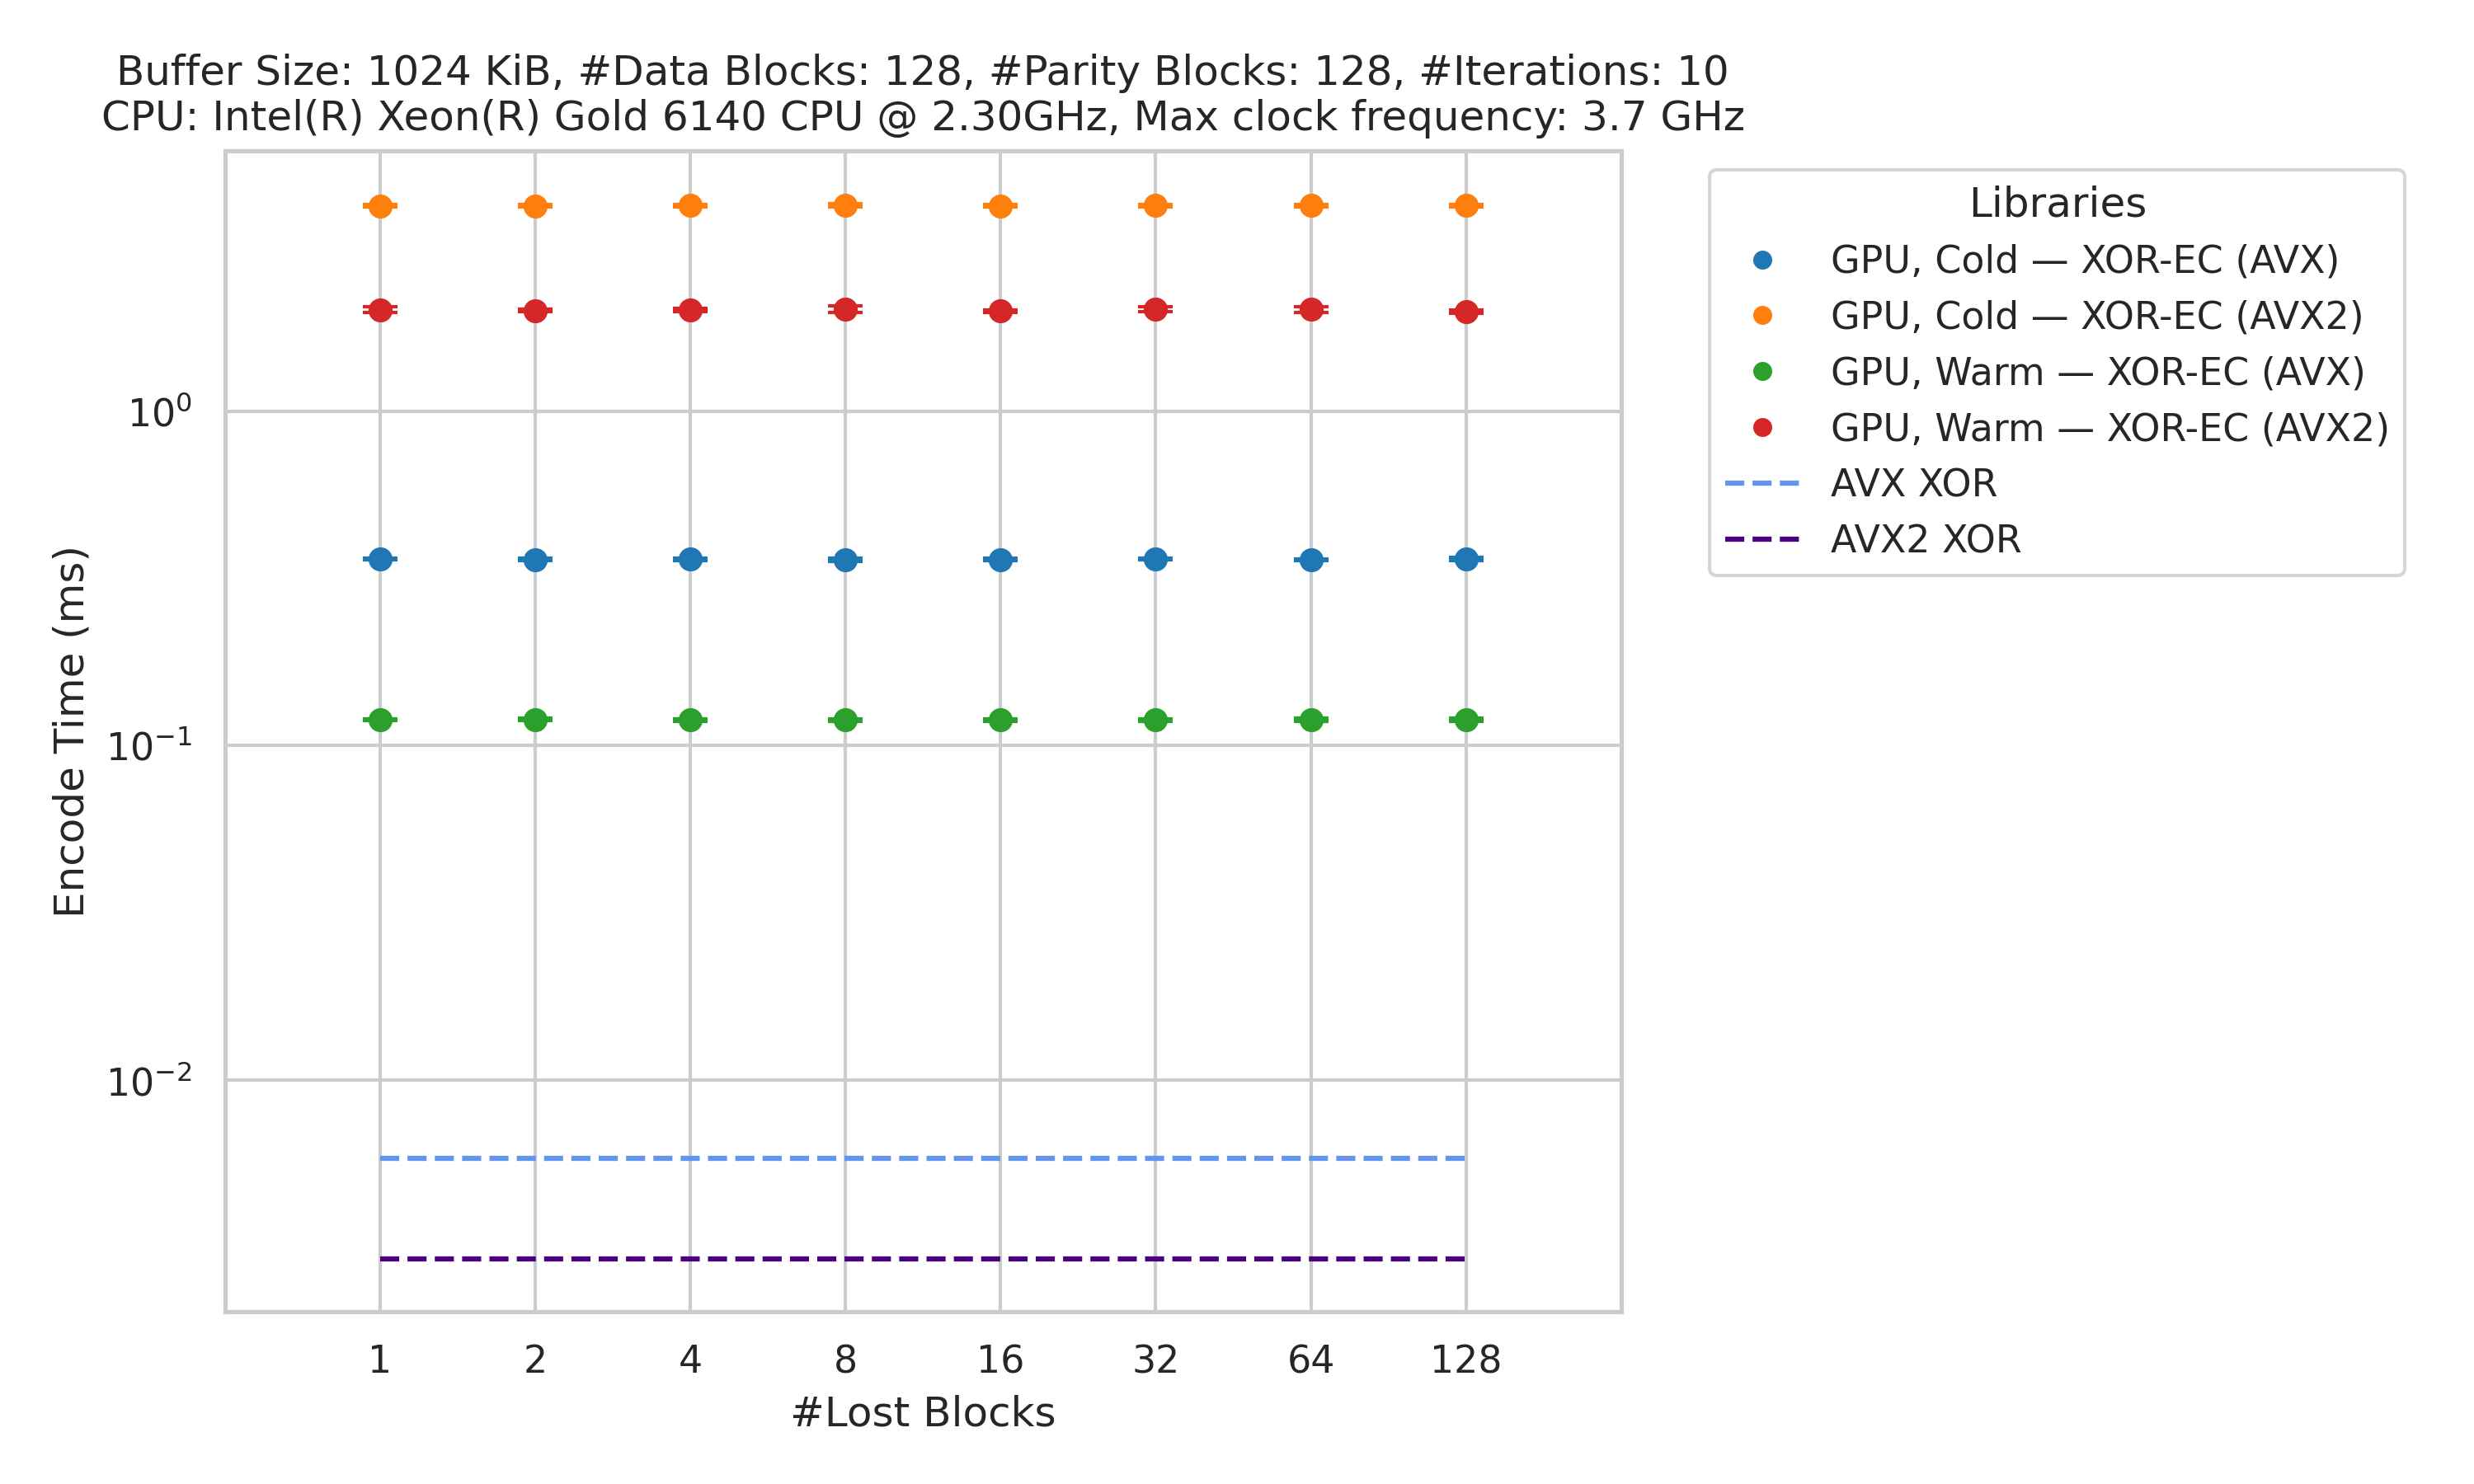 Buffer Size: 1024 KiB, #Data Blocks: 128, #Parity Blocks: 128, #Iterations: 10
CPU: Intel(R) Xeon(R) Gold 6140 CPU @ 2.30GHz, Max clock frequency: 3.7 GHz
Libraries
GPU, Cold — XOR-EC (AVX)
GPU, Cold — XOR-EC (AVX2)
GPU, Warm — XOR-EC (AVX)
GPU, Warm — XOR-EC (AVX2)
AVX XOR
AVX2 XOR
Encode Time (ms)
10⁰
10⁻¹
10⁻²
1 2 4 8 16 32 64 128
#Lost Blocks